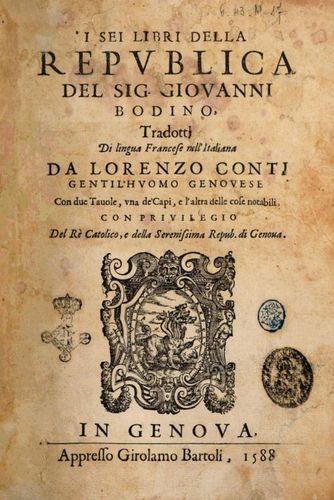 I SEI LIBRI DELLA
REPVBLICA
DEL SIG. GIOVANNI
BODINO,
Tradotti
Di lingua Francese nell'Italiana
DA LORENZO CONTI
GENTIL'HVOMO GENOVESE
Con due Tauole, vna de'Capi, e l'altra delle cose notabili.
CON PRIVILEGIO
Del Rè Catolico, e della Serenissima Repub. di Genoua.
IN GENOVA,
Appresso Girolamo Bartoli, 1588